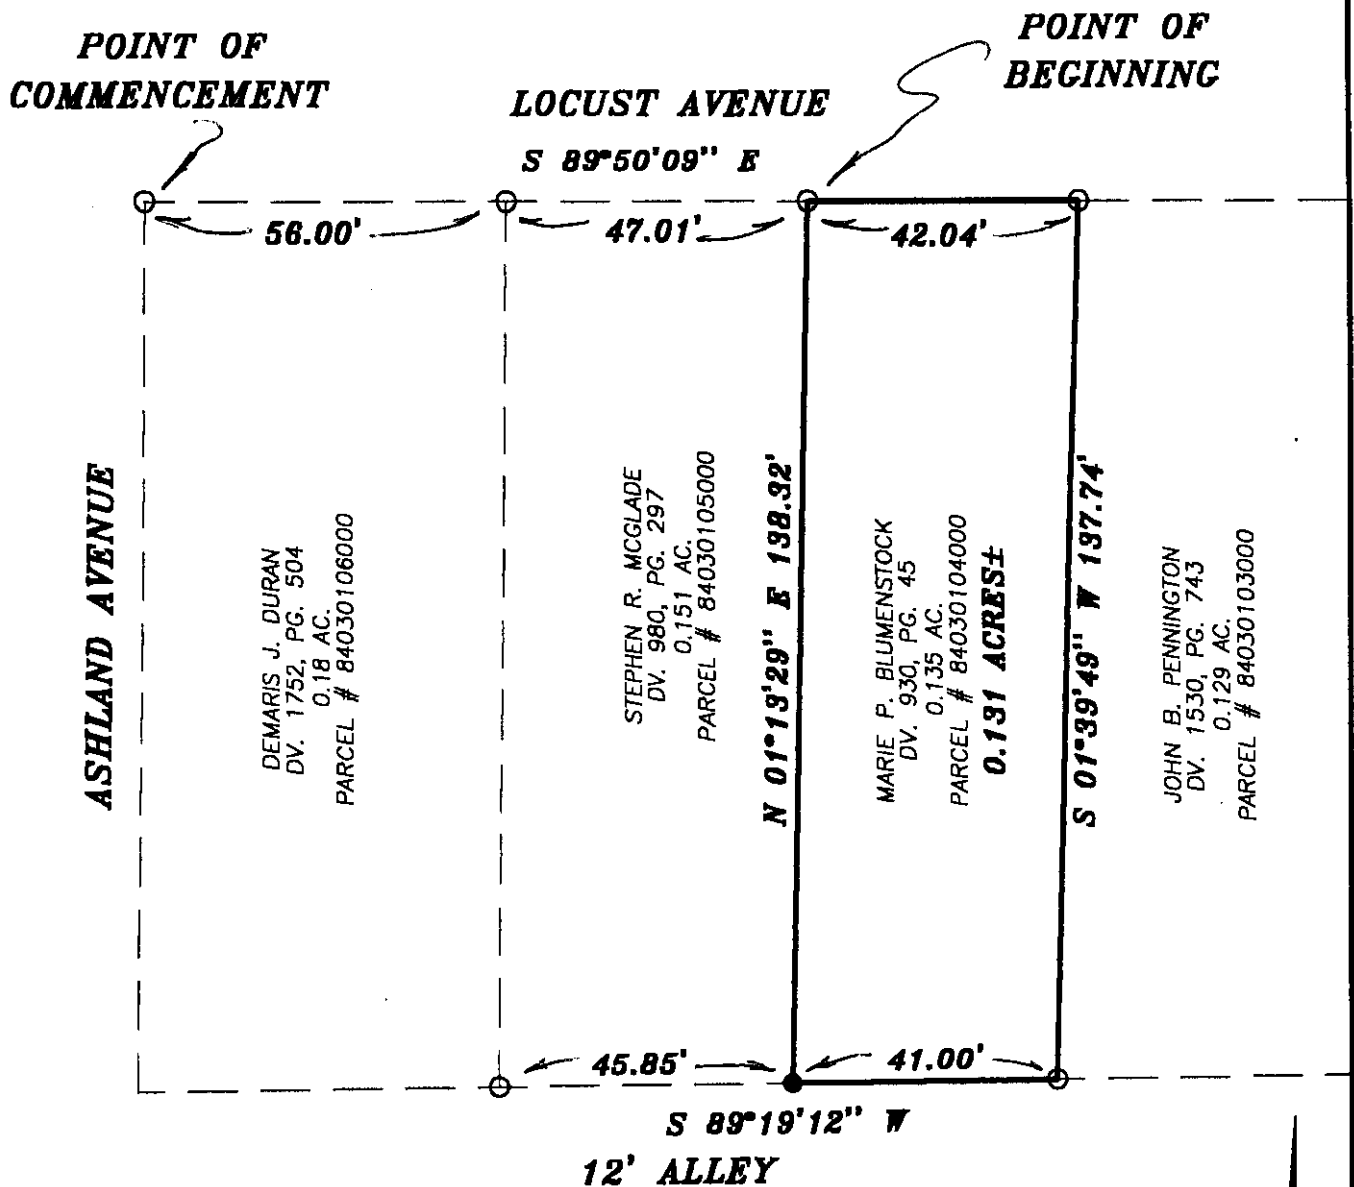 POINT OF
COMMENCEMENT
POINT OF
BEGINNING
LOCUST AVENUE
S 89°50'09" E
56.00'
47.01'
42.04'
ASHLAND AVENUE
DEMARIS J. DURAN
DV. 1752, PG. 504
0.18 AC.
PARCEL # 84030106000
STEPHEN R. MCGLADE
DV. 980, PG. 297
0.151 AC.
PARCEL # 84030105000
N 01°13'29" E 138.32'
MARIE P. BLUMENSTOCK
DV. 930, PG. 45
0.135 AC.
PARCEL # 84030104000
0.131 ACRES±
S 01°39'49" W 137.74'
JOHN B. PENNINGTON
DV. 1530, PG. 743
0.129 AC.
PARCEL # 84030103000
45.85'
41.00'
S 89°19'12" W
12' ALLEY